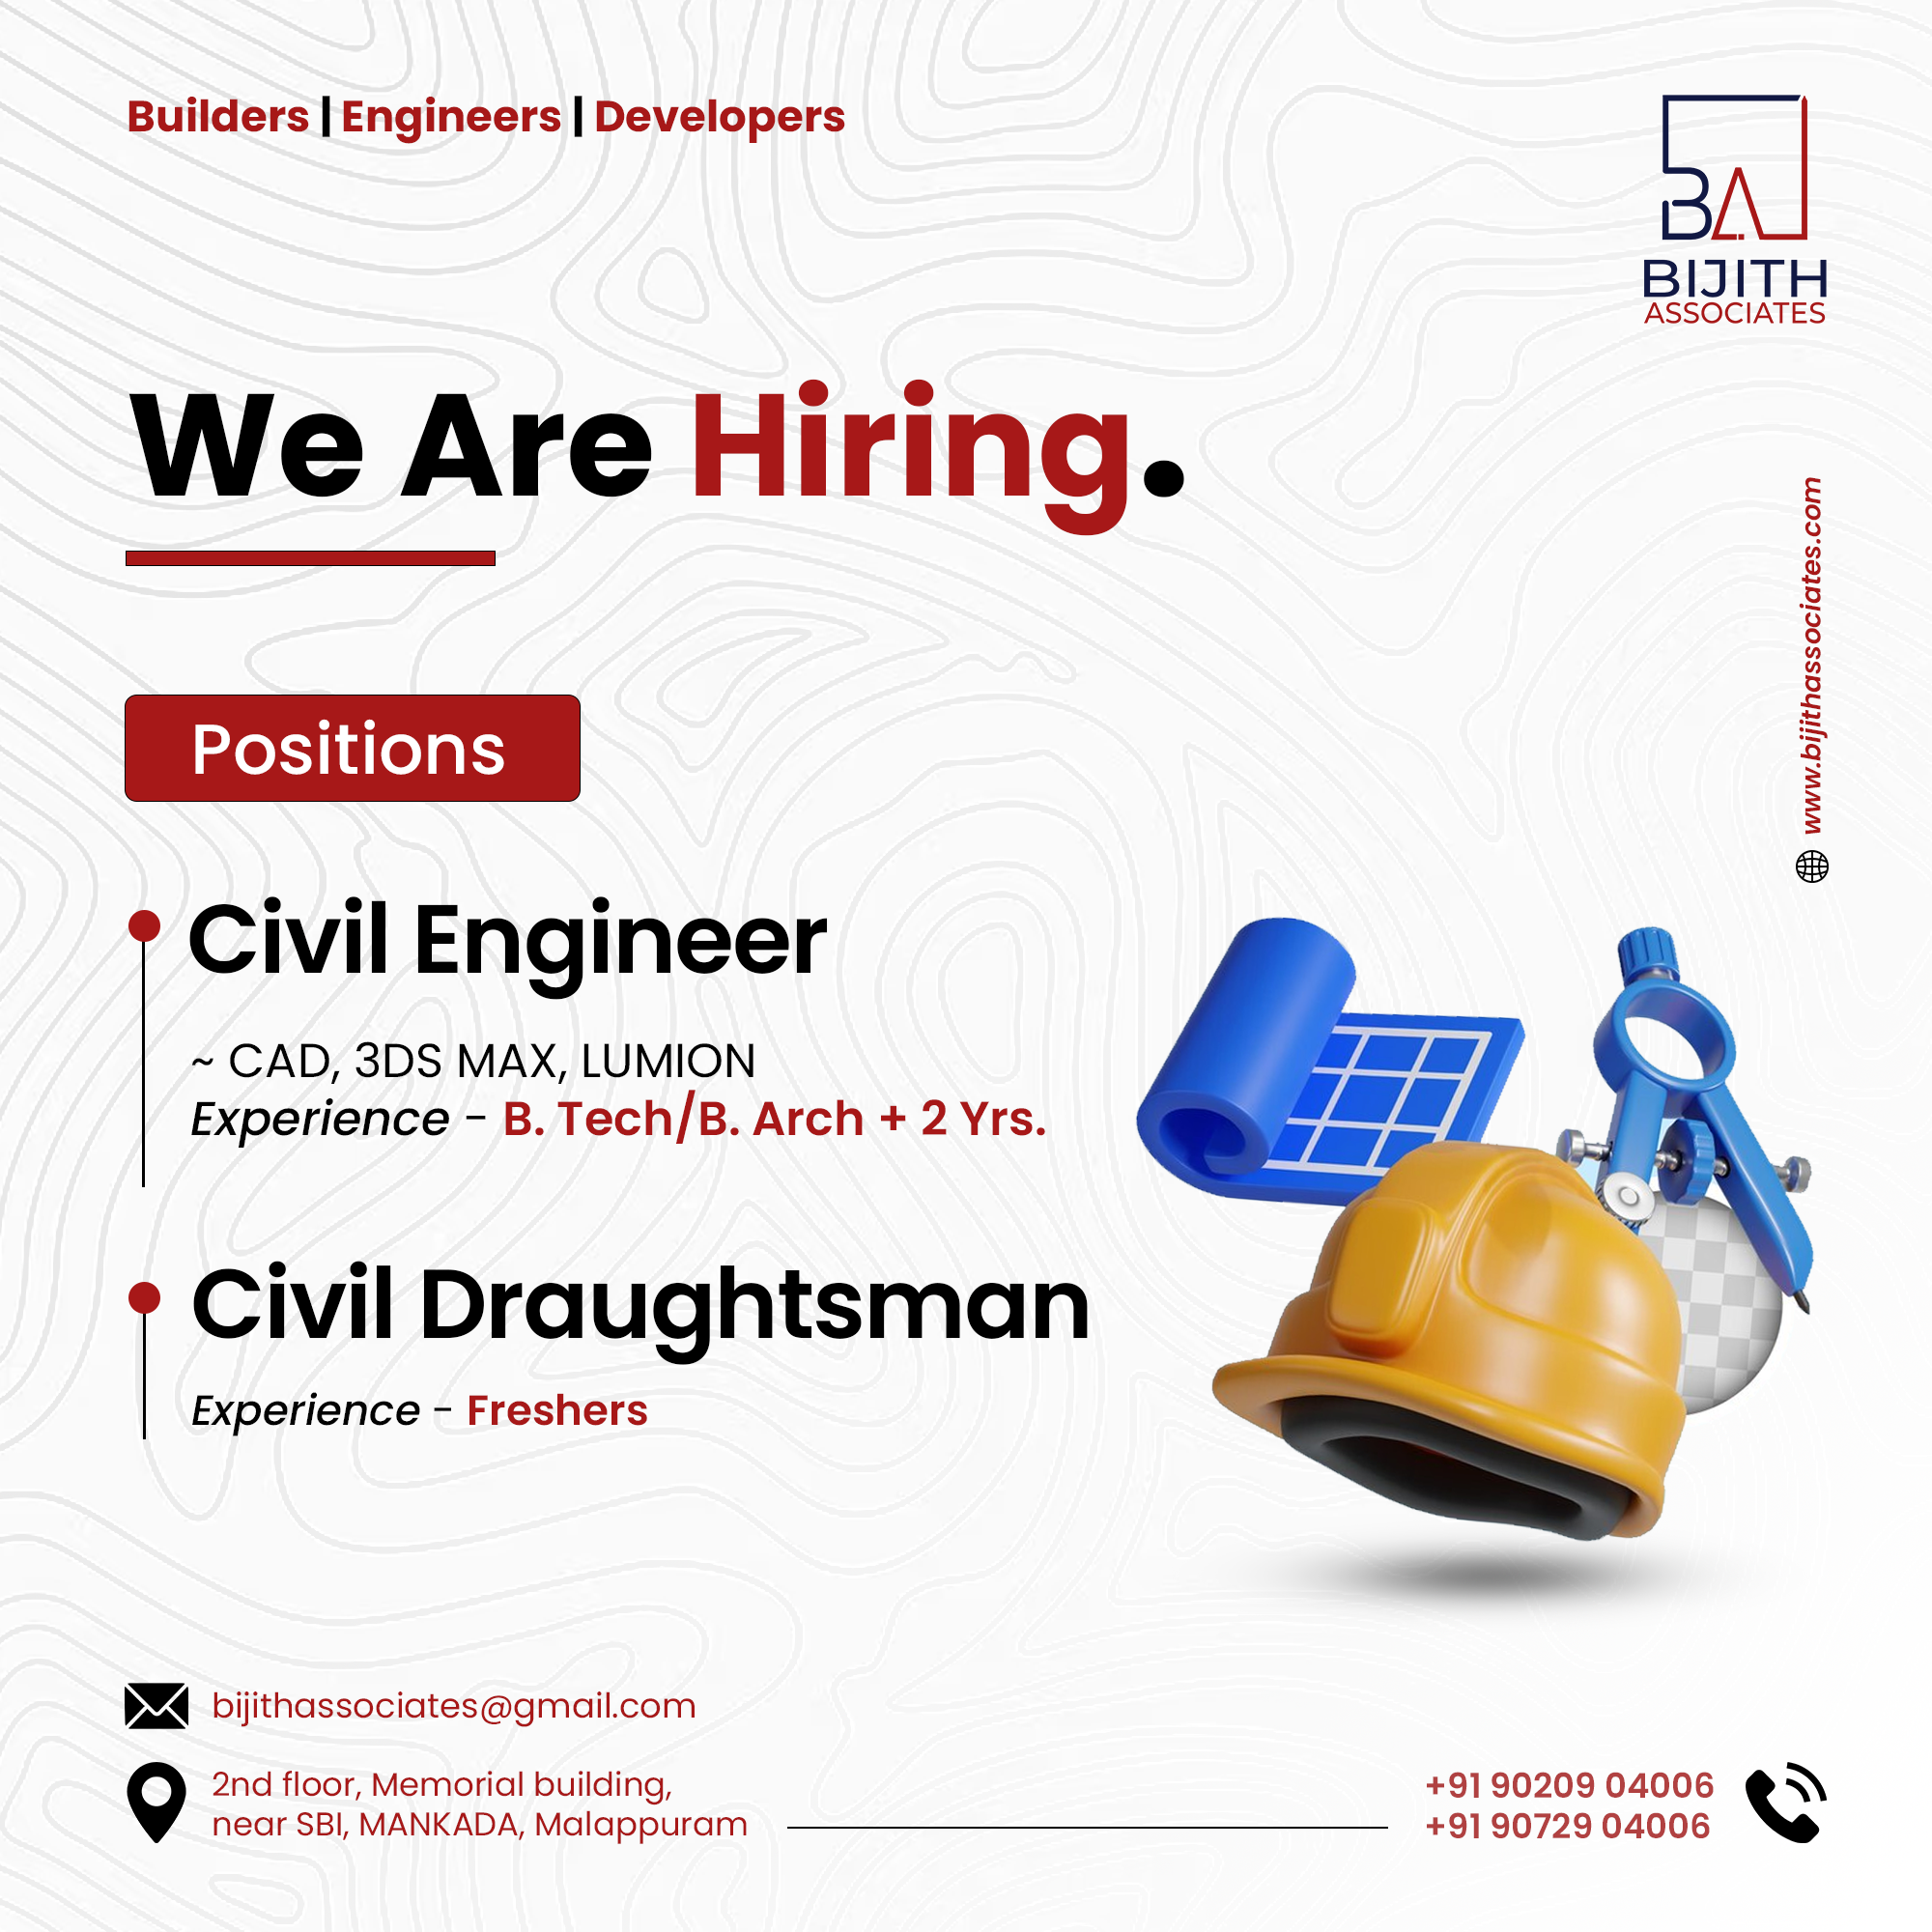 Builders | Engineers | Developers
BA
BIJITH
ASSOCIATES
We Are Hiring.
www.bijithassociates.com
Positions
Civil Engineer
~ CAD, 3DS MAX, LUMION
Experience - B. Tech/B. Arch + 2 Yrs.
Civil Draughtsman
Experience - Freshers
bijithassociates@gmail.com
2nd floor, Memorial building,
near SBI, MANKADA, Malappuram
+91 90209 04006
+91 90729 04006